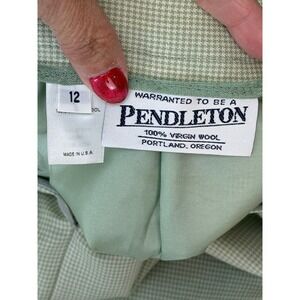 12
MADE IN U.S.A.
WARRANTED TO BE A
PENDLETON
100% VIRGIN WOOL
PORTLAND, OREGON